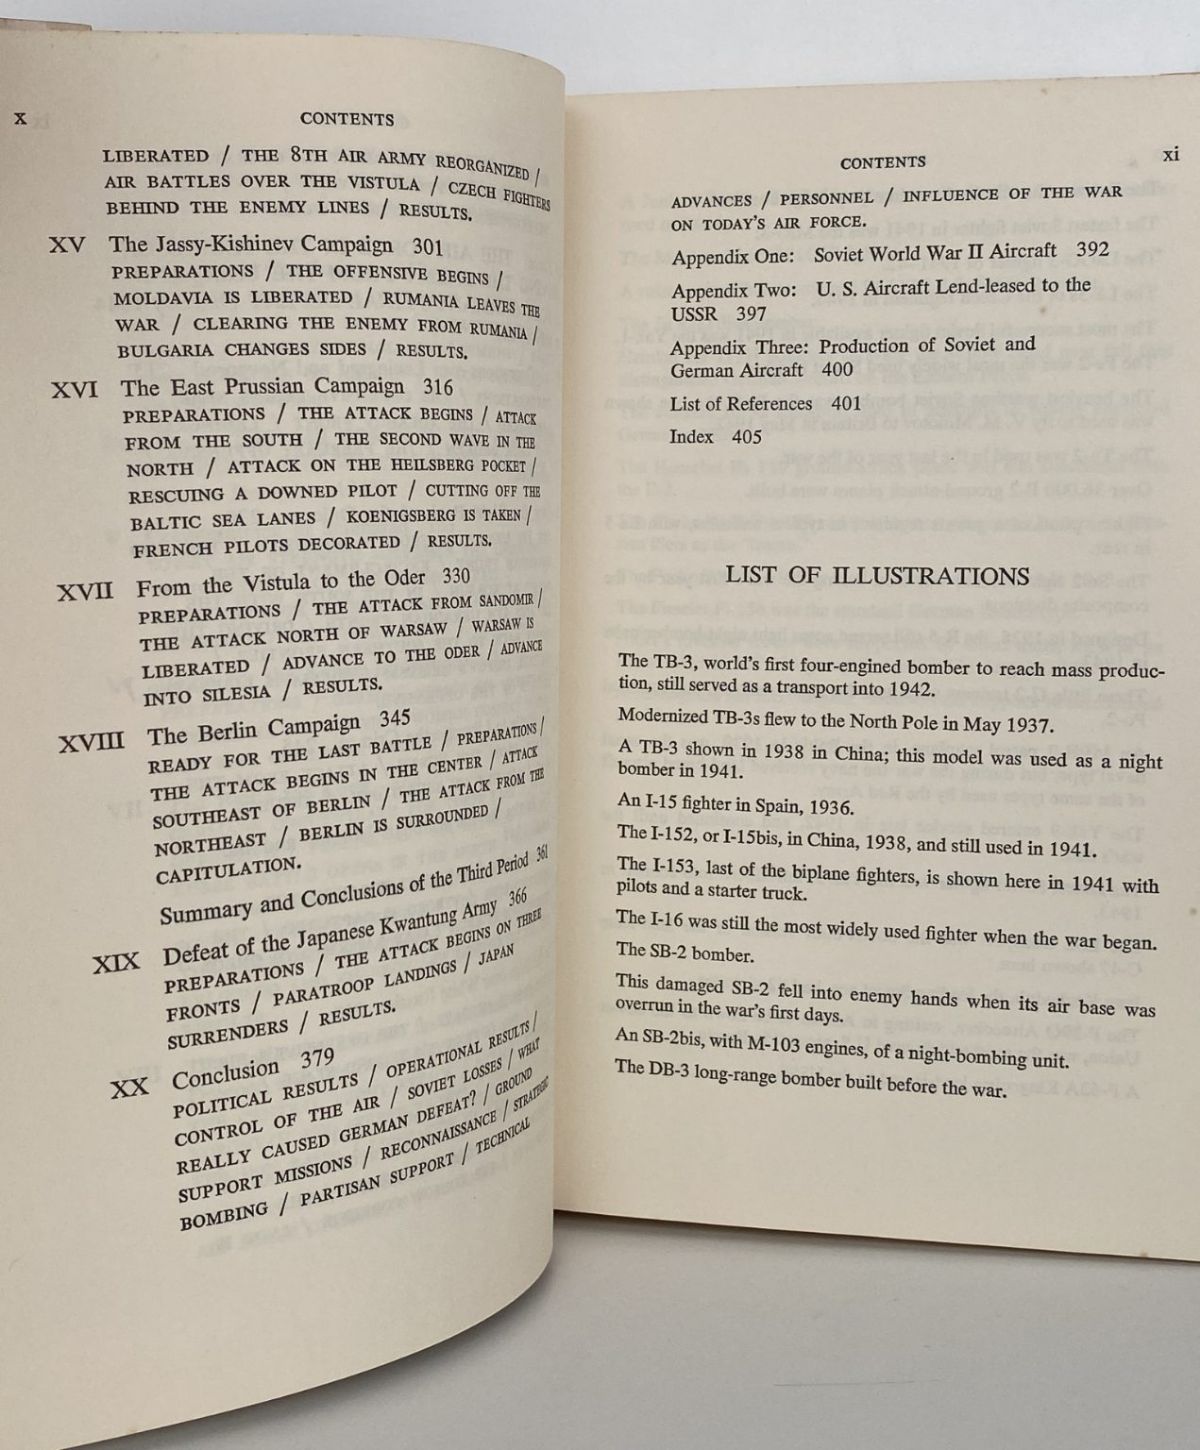 x
CONTENTS
LIBERATED / THE 8TH AIR ARMY REORGANIZED /
AIR BATTLES OVER THE VISTULA / CZECH FIGHTERS
BEHIND THE ENEMY LINES / RESULTS.
XV The Jassy-Kishinev Campaign 301
PREPARATIONS / THE OFFENSIVE BEGINS /
MOLDAVIA IS LIBERATED / RUMANIA LEAVES THE
WAR / CLEARING THE ENEMY FROM RUMANIA /
BULGARIA CHANGES SIDES / RESULTS.
XVI The East Prussian Campaign 316
PREPARATIONS / THE ATTACK BEGINS / ATTACK
FROM THE SOUTH / THE SECOND WAVE IN THE
NORTH / ATTACK ON THE HEILSBERG POCKET /
RESCUING A DOWNED PILOT / CUTTING OFF THE
BALTIC SEA LANES / KOENIGSBERG IS TAKEN /
FRENCH PILOTS DECORATED / RESULTS.
XVII From the Vistula to the Oder 330
PREPARATIONS / THE ATTACK FROM SANDOMIR /
THE ATTACK NORTH OF WARSAW / WARSAW IS
LIBERATED / ADVANCE TO THE ODER / ADVANCE
INTO SILESIA / RESULTS.
XVIII The Berlin Campaign 345
READY FOR THE LAST BATTLE / PREPARATIONS /
THE ATTACK BEGINS IN THE CENTER / ATTACK
SOUTHEAST OF BERLIN / THE ATTACK FROM THE
NORTHEAST / BERLIN IS SURROUNDED /
CAPITULATION.
Summary and Conclusions of the Third Period 361
XIX Defeat of the Japanese Kwantung Army 366
PREPARATIONS / THE ATTACK BEGINS ON THREE
FRONTS / PARATROOP LANDINGS / JAPAN
SURRENDERS / RESULTS.
XX Conclusion 379
POLITICAL RESULTS / OPERATIONAL RESULTS /
CONTROL OF THE AIR / SOVIET LOSSES / WHAT
REALLY CAUSED GERMAN DEFEAT? / GROUND
SUPPORT MISSIONS / RECONNAISSANCE / STRATEGIC
BOMBING / PARTISAN SUPPORT / TECHNICAL
CONTENTS
xi
ADVANCES / PERSONNEL / INFLUENCE OF THE WAR
ON TODAY'S AIR FORCE.
Appendix One: Soviet World War II Aircraft 392
Appendix Two: U. S. Aircraft Lend-leased to the
USSR 397
Appendix Three: Production of Soviet and
German Aircraft 400
List of References 401
Index 405
LIST OF ILLUSTRATIONS
The TB-3, world's first four-engined bomber to reach mass produc-
tion, still served as a transport into 1942.
Modernized TB-3s flew to the North Pole in May 1937.
A TB-3 shown in 1938 in China; this model was used as a night
bomber in 1941.
An I-15 fighter in Spain, 1936.
The I-152, or I-15bis, in China, 1938, and still used in 1941.
The I-153, last of the biplane fighters, is shown here in 1941 with
pilots and a starter truck.
The I-16 was still the most widely used fighter when the war began.
The SB-2 bomber.
This damaged SB-2 fell into enemy hands when its air base was
overrun in the war's first days.
An SB-2bis, with M-103 engines, of a night-bombing unit.
The DB-3 long-range bomber built before the war.